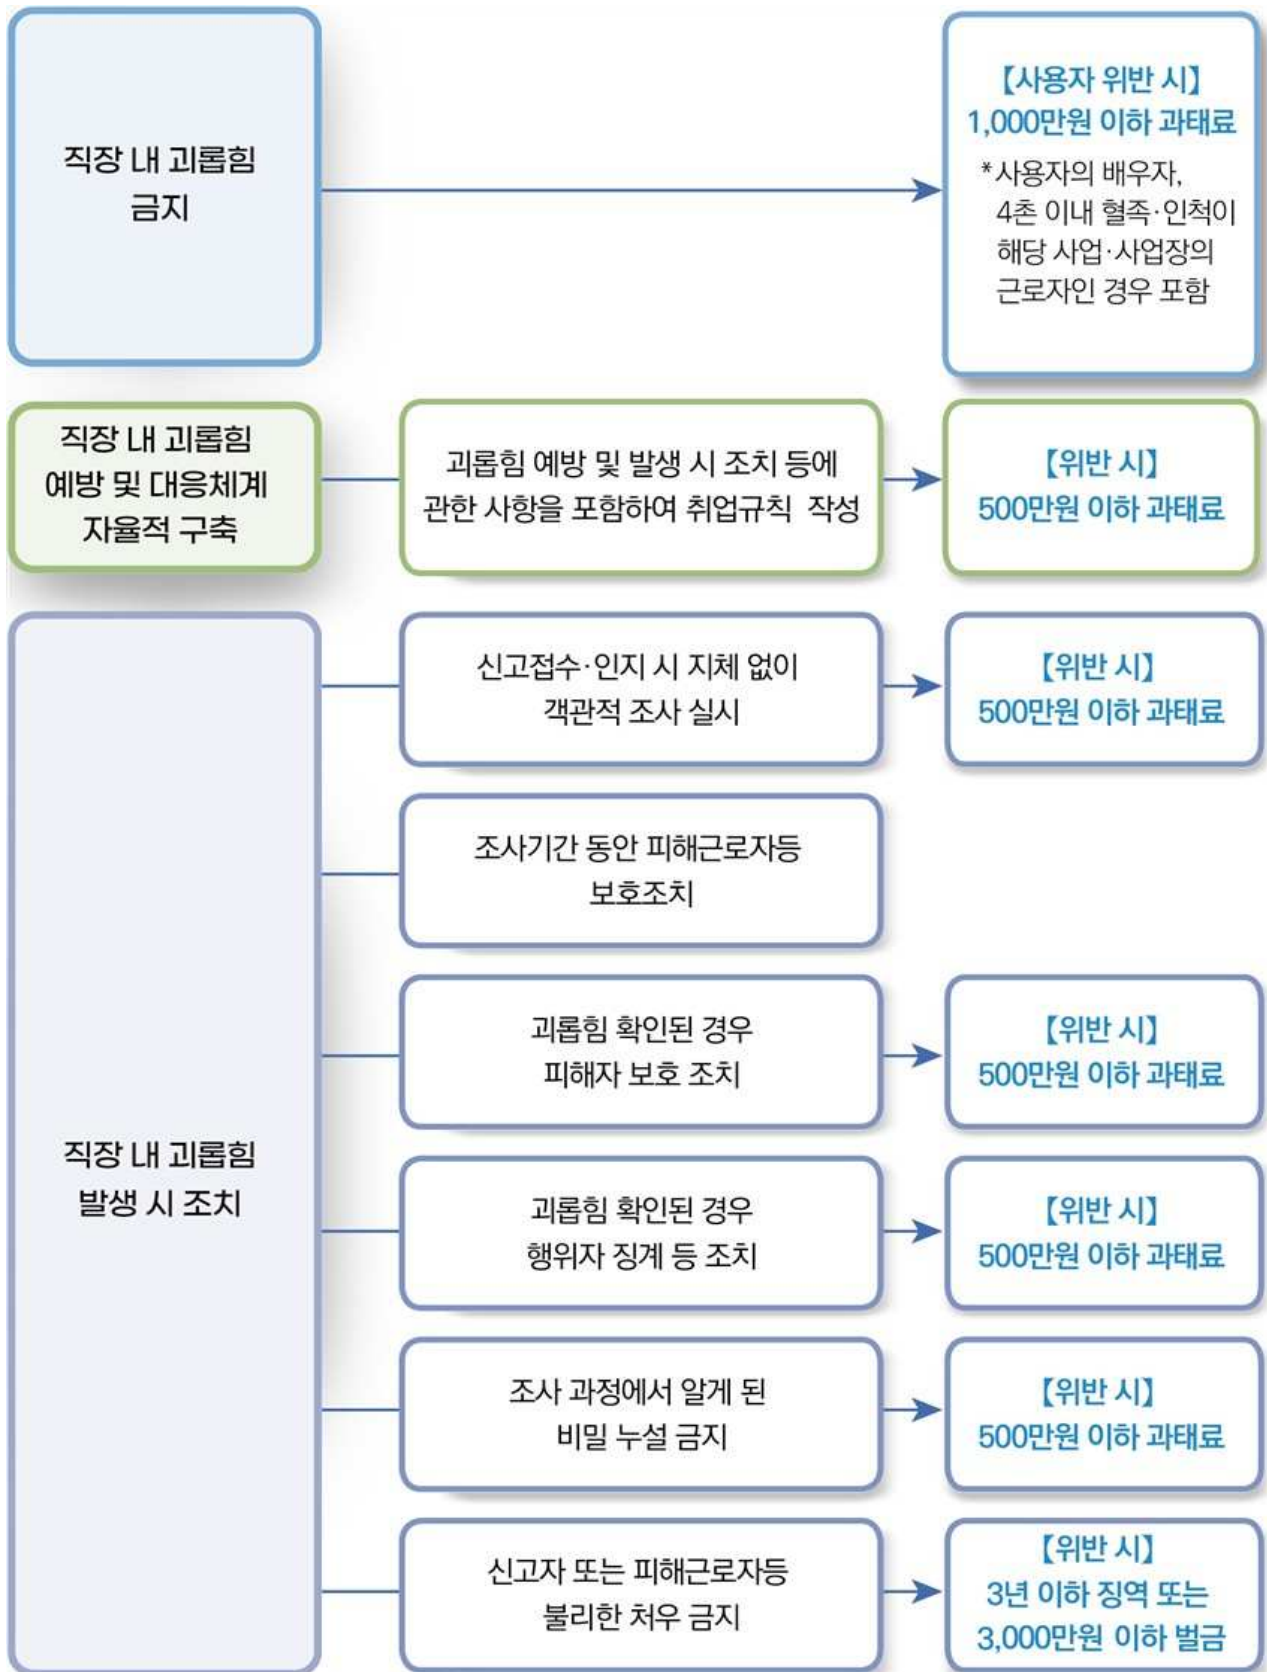 직장 내 괴롭힘
금지
【사용자 위반 시】
1,000만원 이하 과태료
*사용자의 배우자,
4촌 이내 혈족·인척이
해당 사업·사업장의
근로자인 경우 포함
직장 내 괴롭힘
예방 및 대응체계
자율적 구축
괴롭힘 예방 및 발생 시 조치 등에
관한 사항을 포함하여 취업규칙 작성
【위반 시】
500만원 이하 과태료
직장 내 괴롭힘
발생 시 조치
신고접수·인지 시 지체 없이
객관적 조사 실시
【위반 시】
500만원 이하 과태료
조사기간 동안 피해근로자등
보호조치
괴롭힘 확인된 경우
피해자 보호 조치
【위반 시】
500만원 이하 과태료
괴롭힘 확인된 경우
행위자 징계 등 조치
【위반 시】
500만원 이하 과태료
조사 과정에서 알게 된
비밀 누설 금지
【위반 시】
500만원 이하 과태료
신고자 또는 피해근로자등
불리한 처우 금지
【위반 시】
3년 이하 징역 또는
3,000만원 이하 벌금